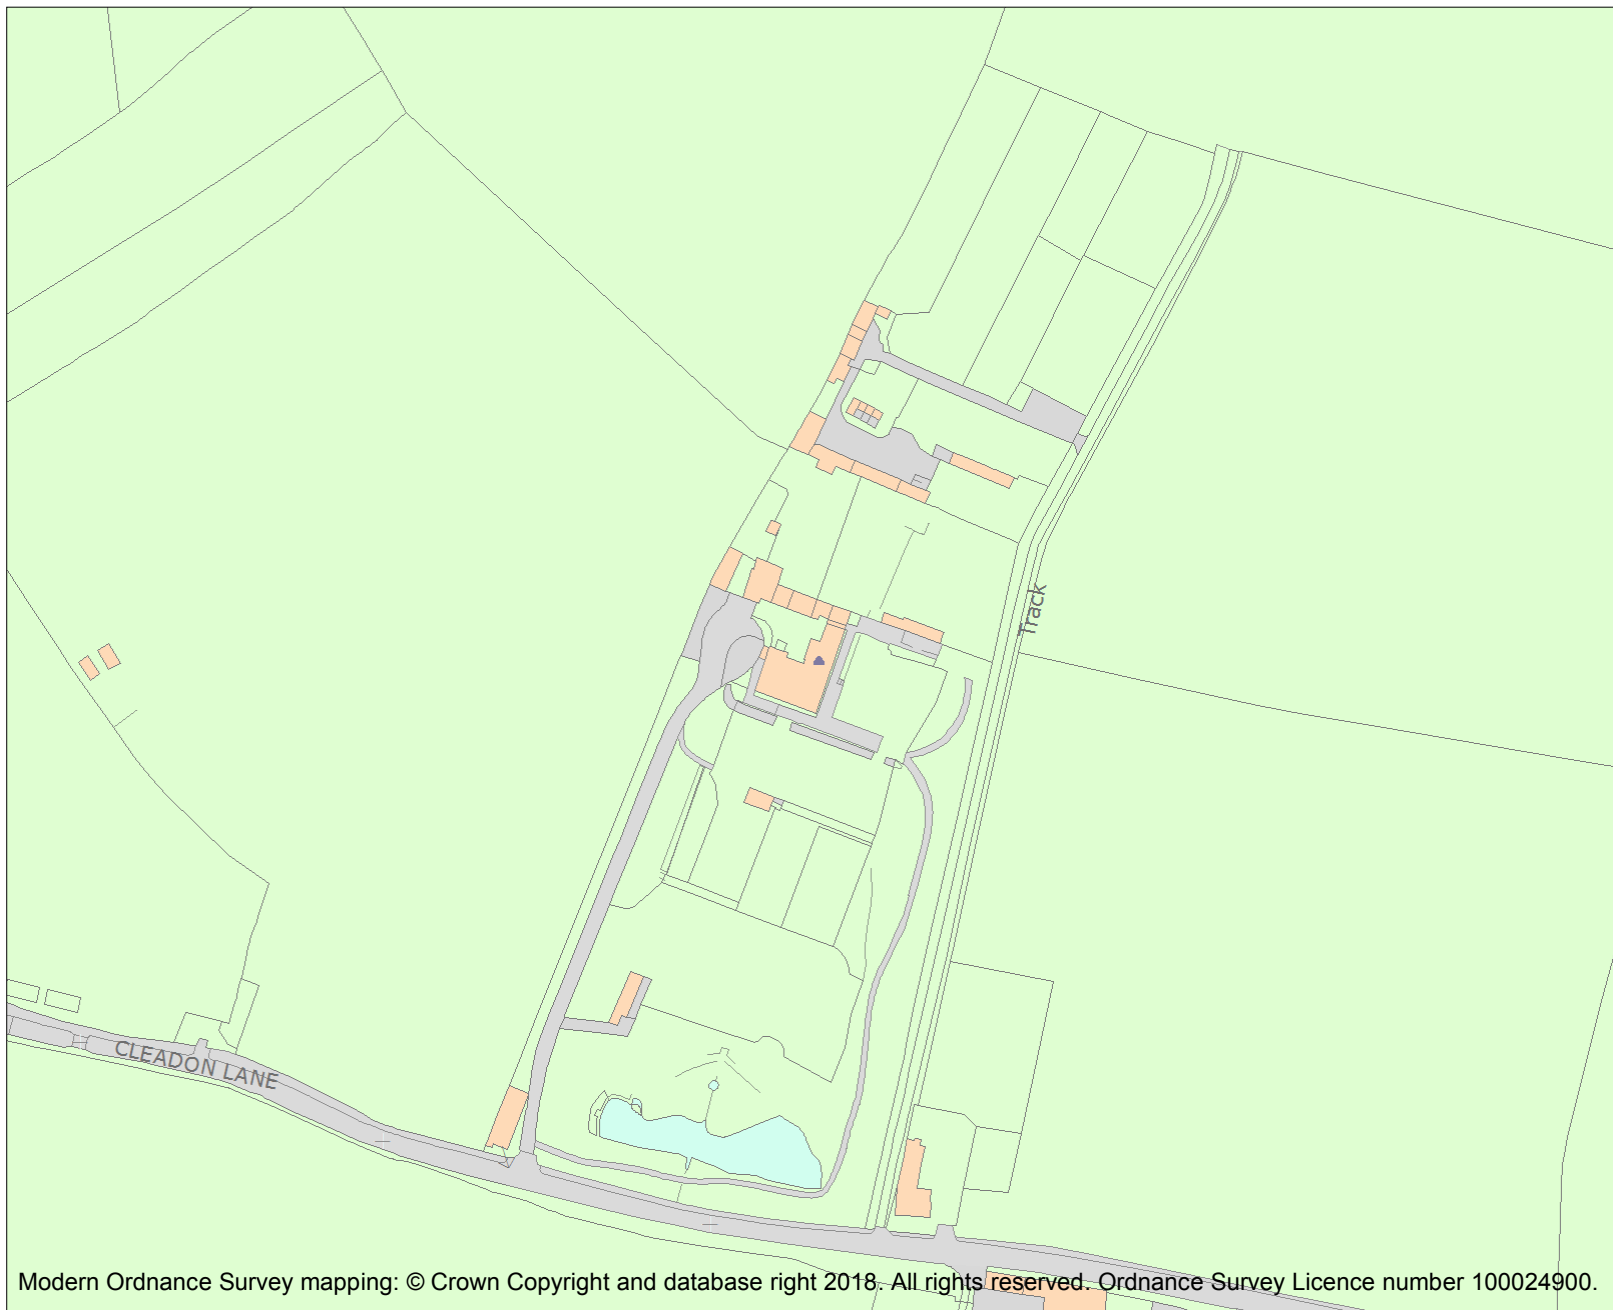 Track
CLEADON LANE
Modern Ordnance Survey mapping: © Crown Copyright and database right 2018. All rights reserved. Ordnance Survey Licence number 100024900.